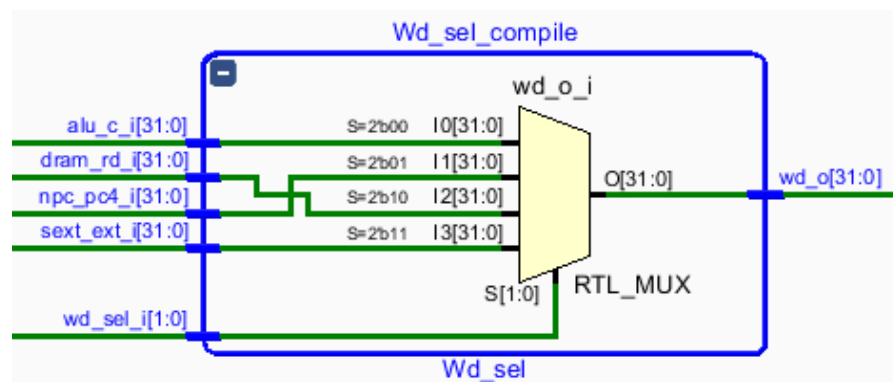 Wd_sel_compile
wd_o_i
alu_c_i[31:0] S=2'b00 I0[31:0]
dram_rd_i[31:0] S=2'b01 I1[31:0]
O[31:0] wd_o[31:0]
npc_pc4_i[31:0] S=2'b10 I2[31:0]
sext_ext_i[31:0] S=2'b11 I3[31:0]
S[1:0] RTL_MUX
wd_sel_i[1:0]
Wd_sel